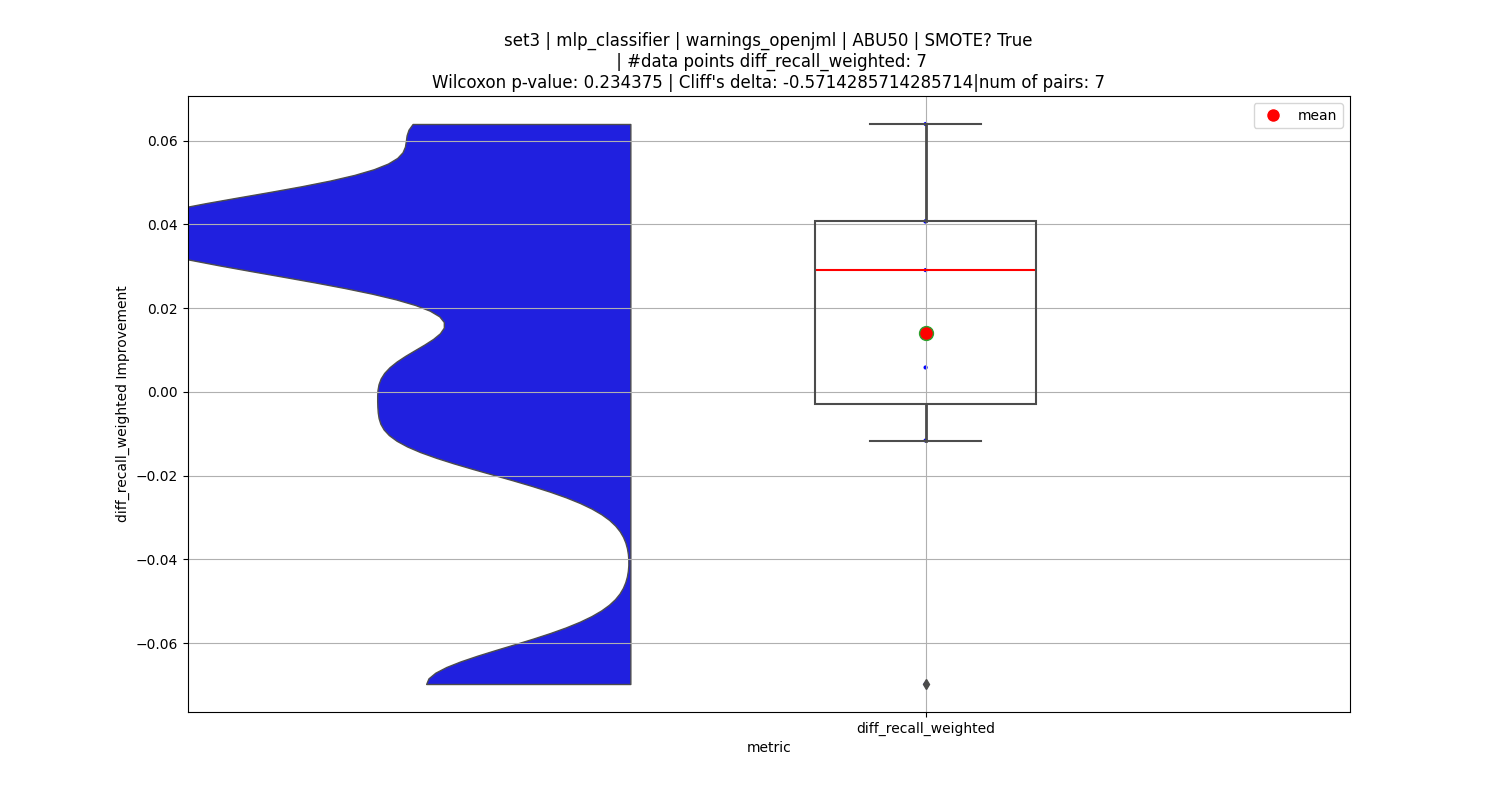 set3 | mlp_classifier | warnings_openjml | ABU50 | SMOTE? True
| #data points diff_recall_weighted: 7
Wilcoxon p-value: 0.234375 | Cliff's delta: -0.5714285714285714|num of pairs: 7
mean
0.06
0.04
0.02
0.00
−0.02
−0.04
−0.06
diff_recall_weighted Improvement
diff_recall_weighted
metric